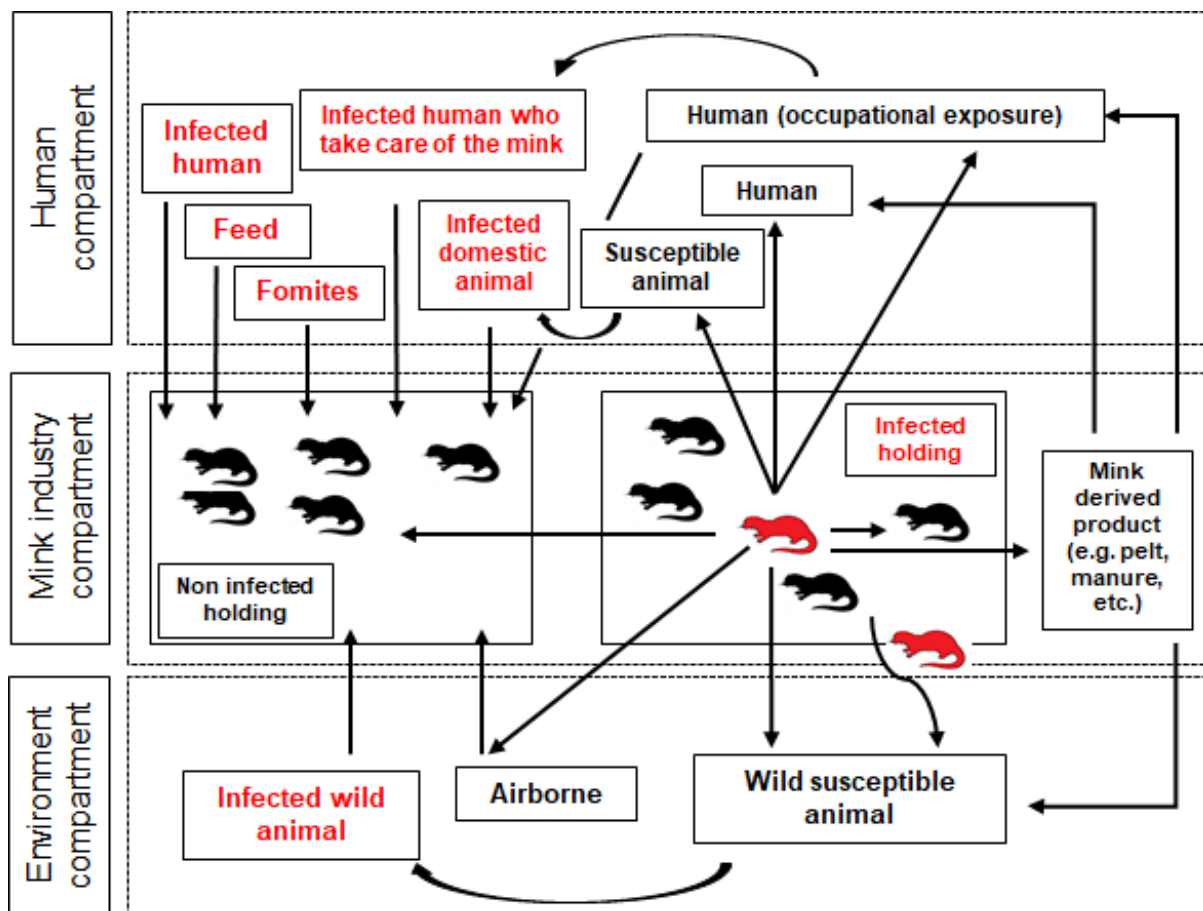 Human
compartment
Infected
human
Infected human who
take care of the mink
Human (occupational exposure)
Feed
Fomites
Infected
domestic
animal
Susceptible
animal
Human
Mink industry
compartment
Non infected
holding
Infected
holding
Mink
derived
product
(e.g. pelt,
manure,
etc.)
Environment
compartment
Infected wild
animal
Airborne
Wild susceptible
animal